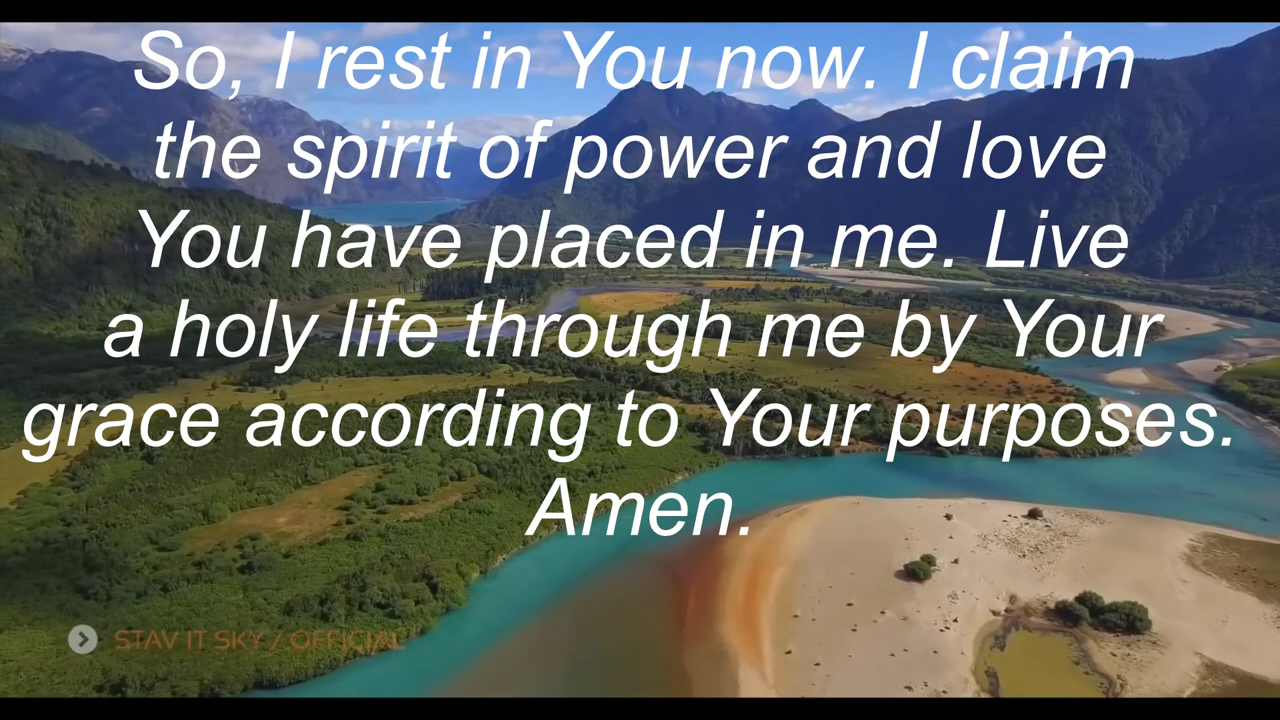 So, I rest in You now. I claim
the spirit of power and love
You have placed in me. Live
a holy life through me by Your
grace according to Your purposes.
Amen.
STAV IT SKY / OFFICIAL